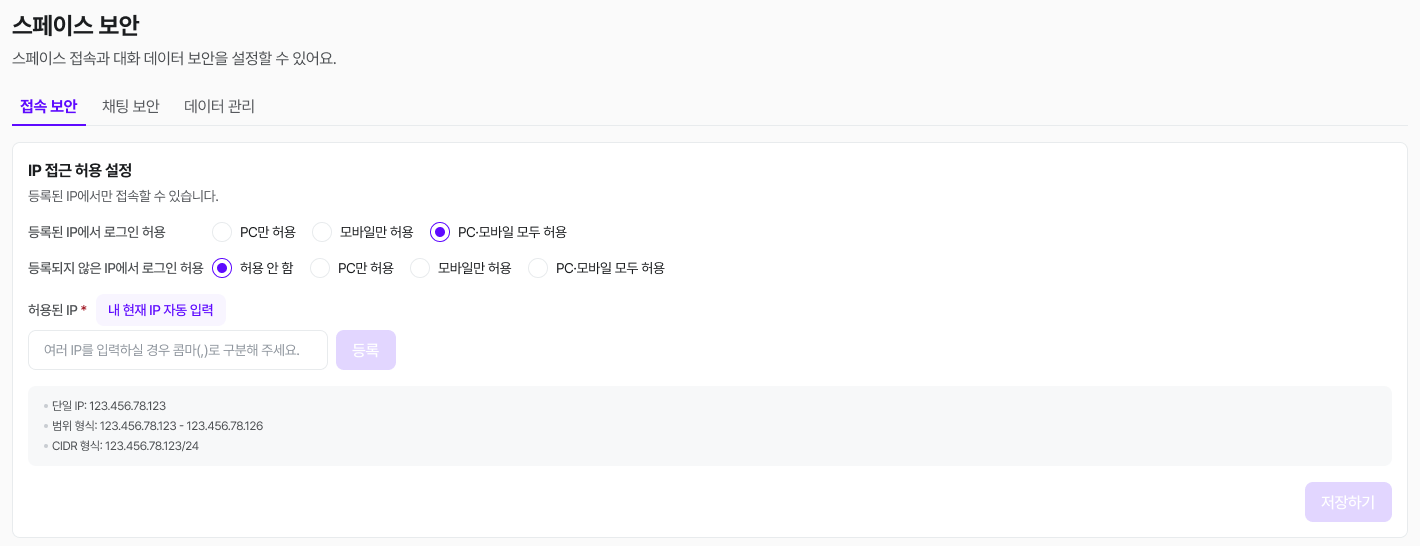 스페이스 보안
스페이스 접속과 대화 데이터 보안을 설정할 수 있어요.
접속 보안 채팅 보안 데이터 관리
IP 접근 허용 설정
등록된 IP에서만 접속할 수 있습니다.
등록된 IP에서 로그인 허용 PC만 허용 모바일만 허용 PC·모바일 모두 허용
등록되지 않은 IP에서 로그인 허용 허용 안 함 PC만 허용 모바일만 허용 PC·모바일 모두 허용
허용된 IP * 내 현재 IP 자동 입력
여러 IP를 입력하실 경우 콤마(,)로 구분해 주세요. 등록
• 단일 IP: 123.456.78.123
• 범위 형식: 123.456.78.123 - 123.456.78.126
• CIDR 형식: 123.456.78.123/24
저장하기